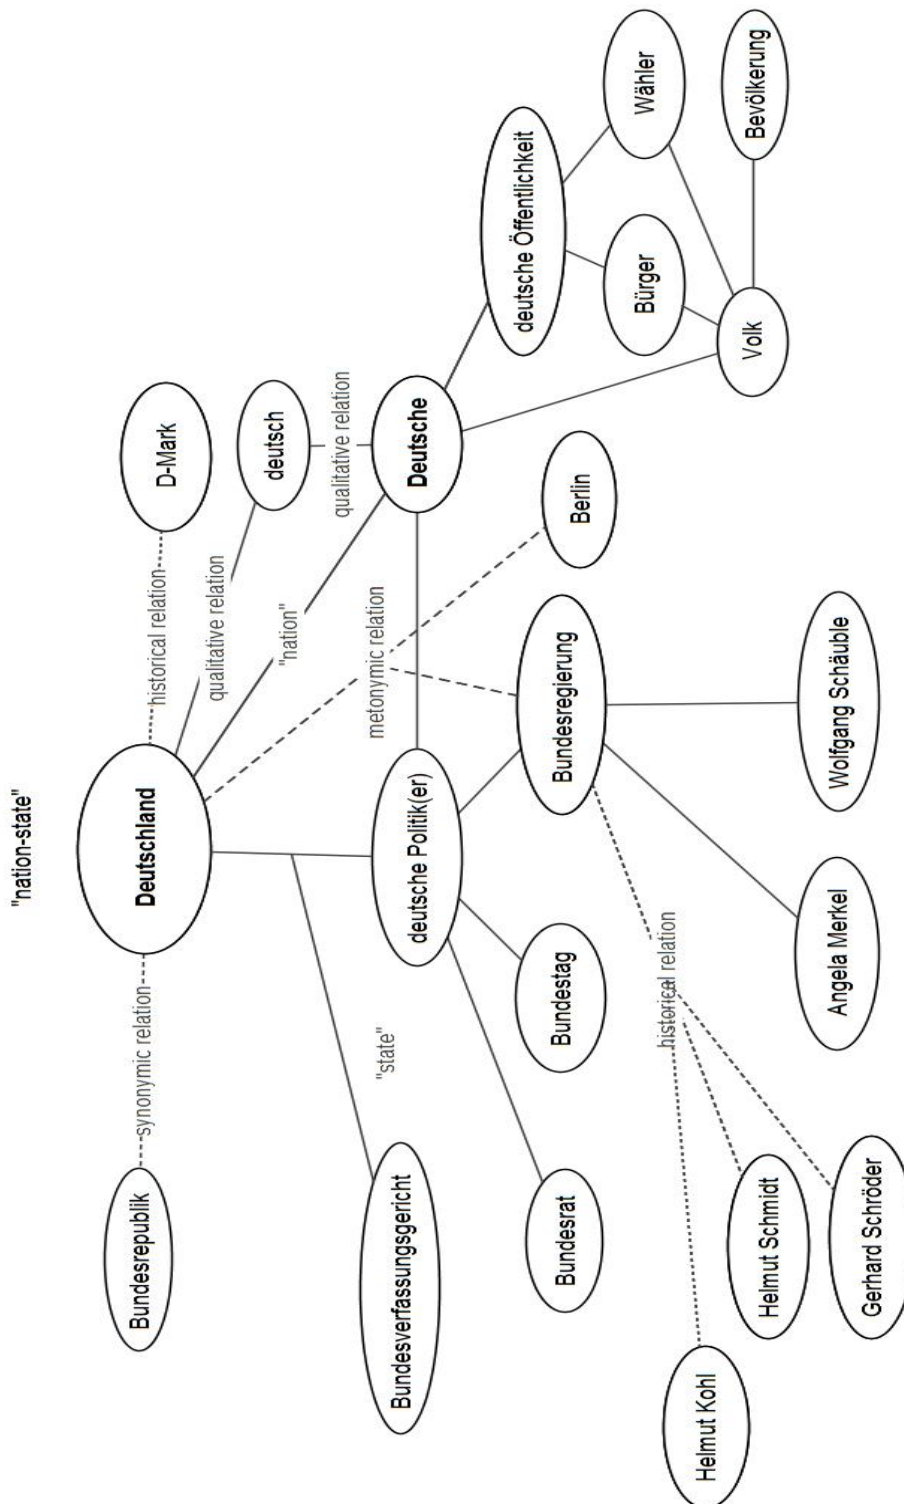 "nation-state"
Bundesrepublik
synonymic relation
Deutschland
historical relation
D-Mark
qualitative relation
deutsch
"nation"
qualitative relation
metonymic relation
"state"
Bundesverfassungsgericht
deutsche Politik(er)
Deutsche
Bundesrat
Bundestag
Bundesregierung
Berlin
deutsche Öffentlichkeit
Bürger
Wähler
Volk
Bevölkerung
historical relation
Helmut Kohl
Helmut Schmidt
Gerhard Schröder
Angela Merkel
Wolfgang Schäuble